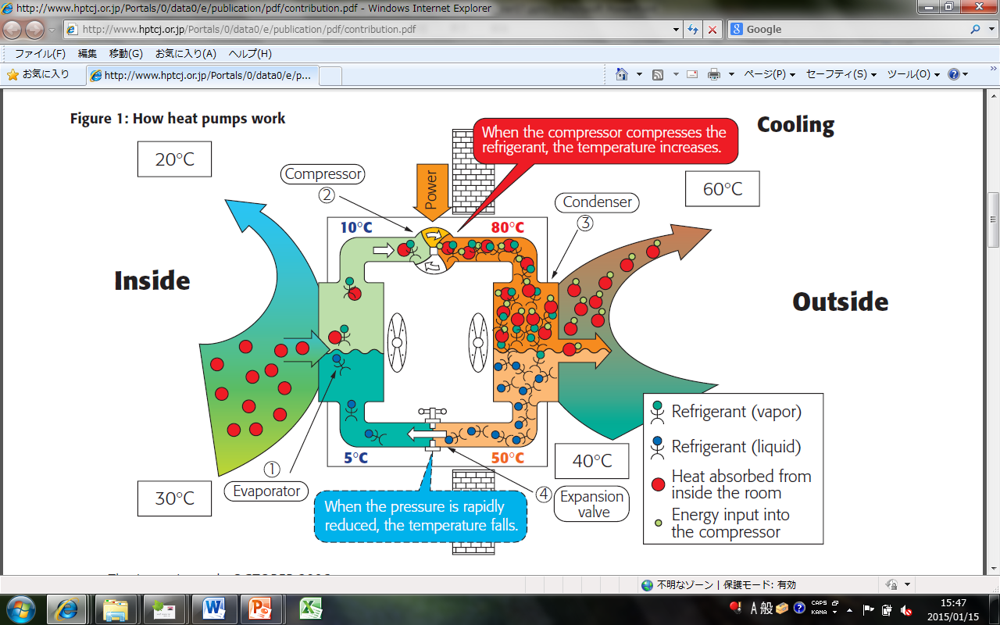 http://www.hptcj.or.jp/Portals/0/data0/e/publication/pdf/contribution.pdf - Windows Internet Explorer
http://www.hptcj.or.jp/Portals/0/data0/e/publication/pdf/contribution.pdf
Google
ファイル(F) 編集 移動(G) お気に入り(A) ヘルプ(H)
お気に入り
http://www.hptcj.or.jp/Portals/0/data0/e/p...
ページ(P) セーフティ(S) ツール(O)
Figure 1: How heat pumps work
Cooling
When the compressor compresses the
refrigerant, the temperature increases.
20°C
Compressor
②
Power
60°C
Condenser
③
10°C
80°C
Inside
Outside
5°C
50°C
①
Evaporator
30°C
40°C
④
Expansion
valve
When the pressure is rapidly
reduced, the temperature falls.
Refrigerant (vapor)
Refrigerant (liquid)
Heat absorbed from
inside the room
Energy input into
the compressor
不明なゾーン | 保護モード: 有効
A 般
CAPS
KANA
15:47
2015/01/15